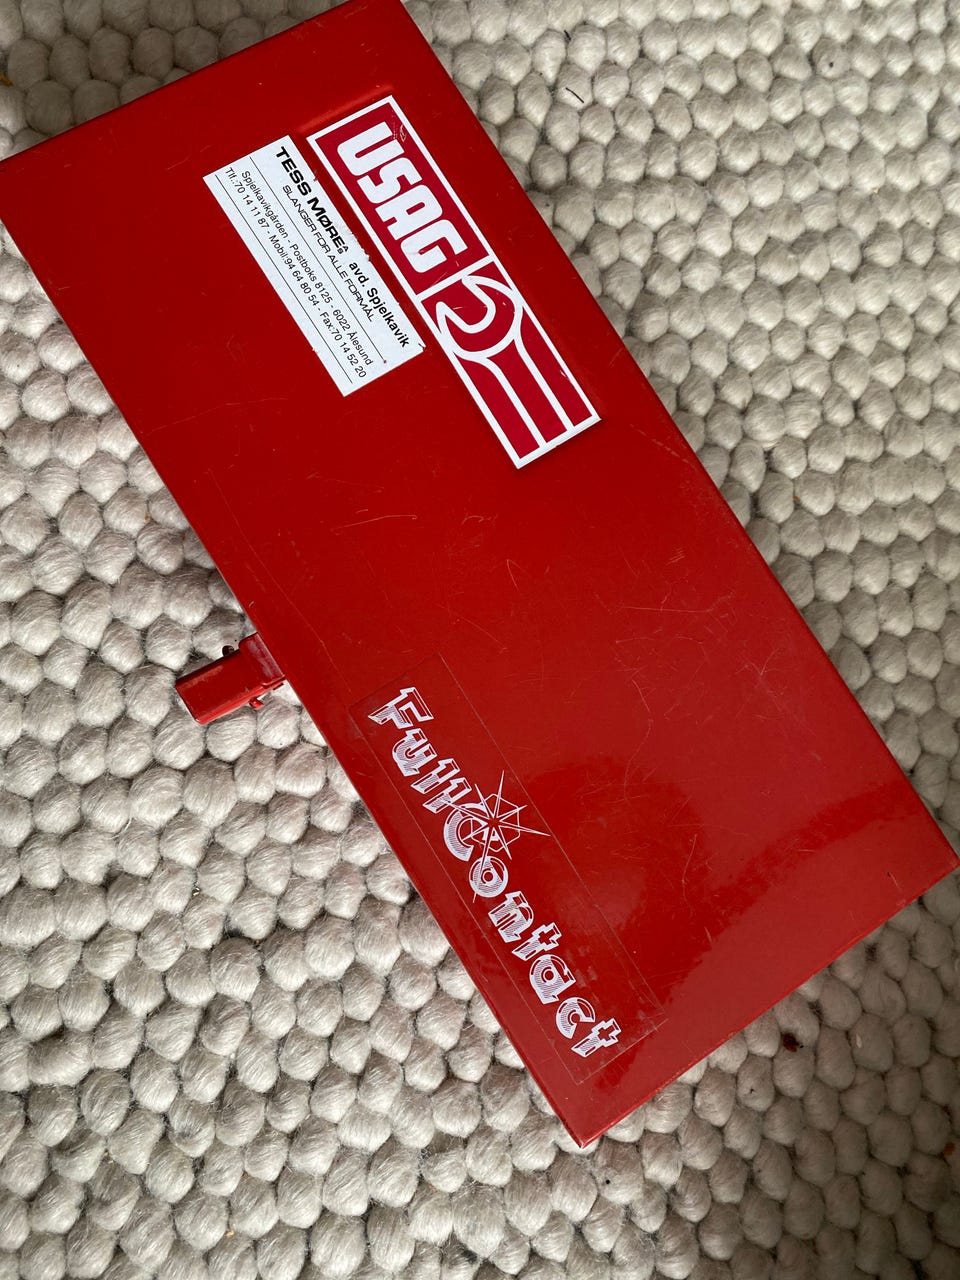 USAG
TESS MØRE AS avd. Spjelkavik
SLANGER FOR ALLE FORMÅL
Spjelkavikgården - Postboks 8125 - 6022 Ålesund
Tlf.:70 14 11 87 - Mobil:94 64 80 54 - Fax:70 14 52 20
FullContact